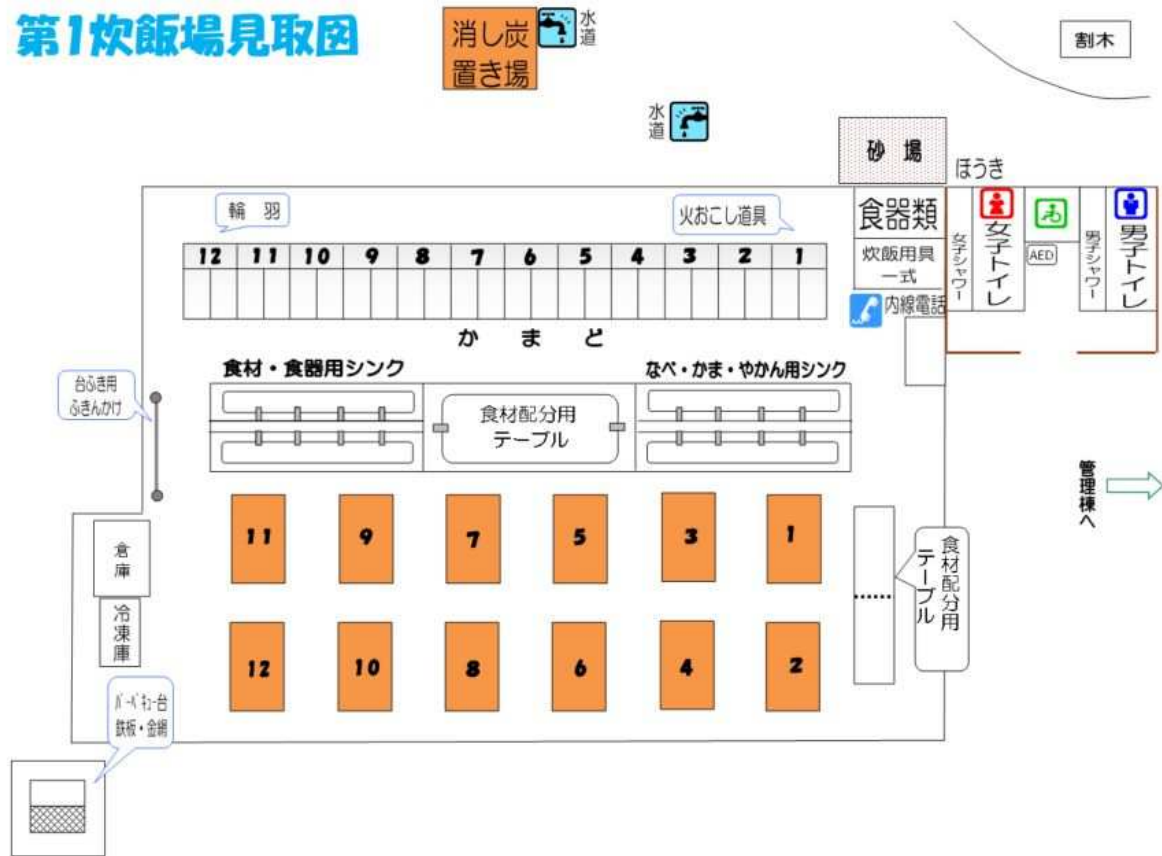 第1炊飯場見取図
消し炭
置き場
水道
割木
水道
砂場
ほうき
輪羽
火おこし道具
食器類
炊飯用具
一式
内線電話
女子シャワー
女子トイレ
AED
男子シャワー
男子トイレ
12 11 10 9 8 7 6 5 4 3 2 1
かまど
食材・食器用シンク
なべ・かま・やかん用シンク
台ふき用
ふきんかけ
食材配分用
テーブル
管理棟へ
11 9 7 5 3 1
倉庫
食材配分用
テーブル
冷凍庫
12 10 8 6 4 2
バーベキュー台
鉄板・金網